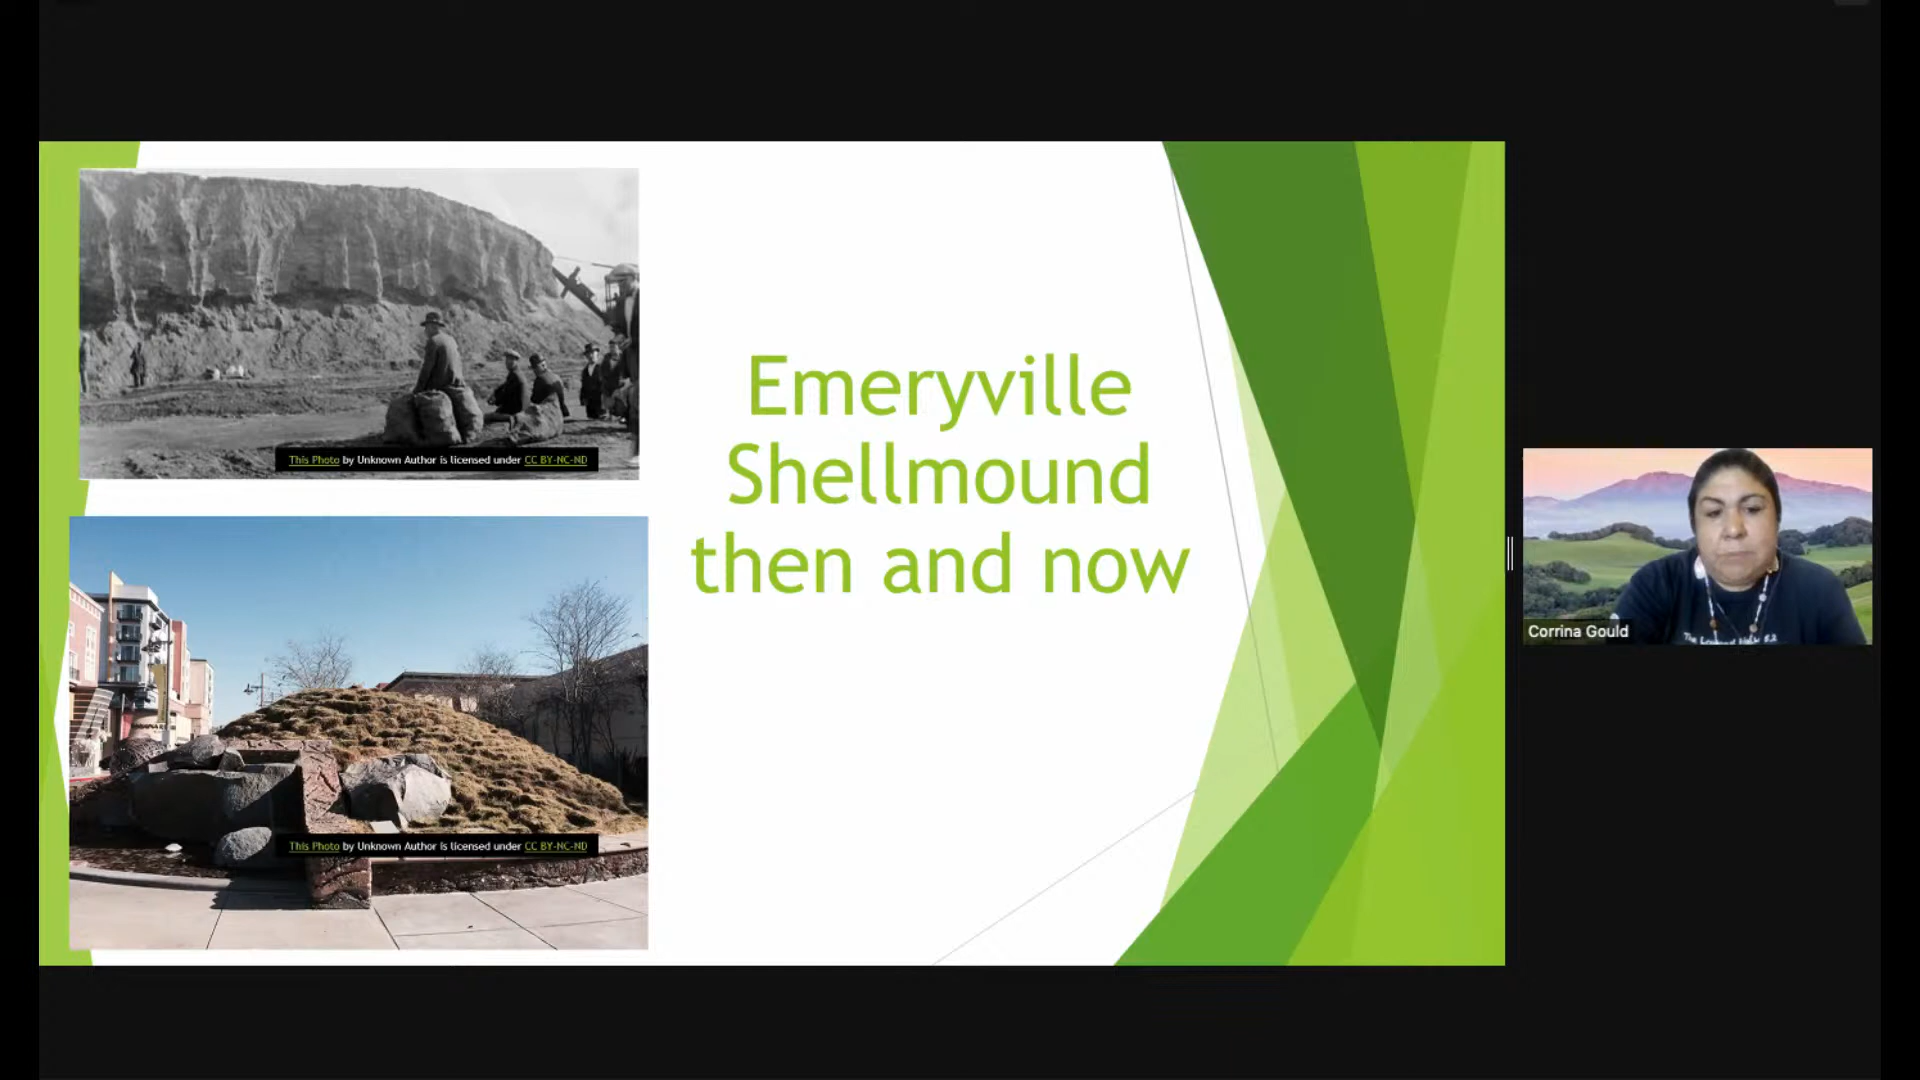 This Photo by Unknown Author is licensed under CC BY-NC-ND
Emeryville
Shellmound
then and now
This Photo by Unknown Author is licensed under CC BY-NC-ND
Corrina Gould